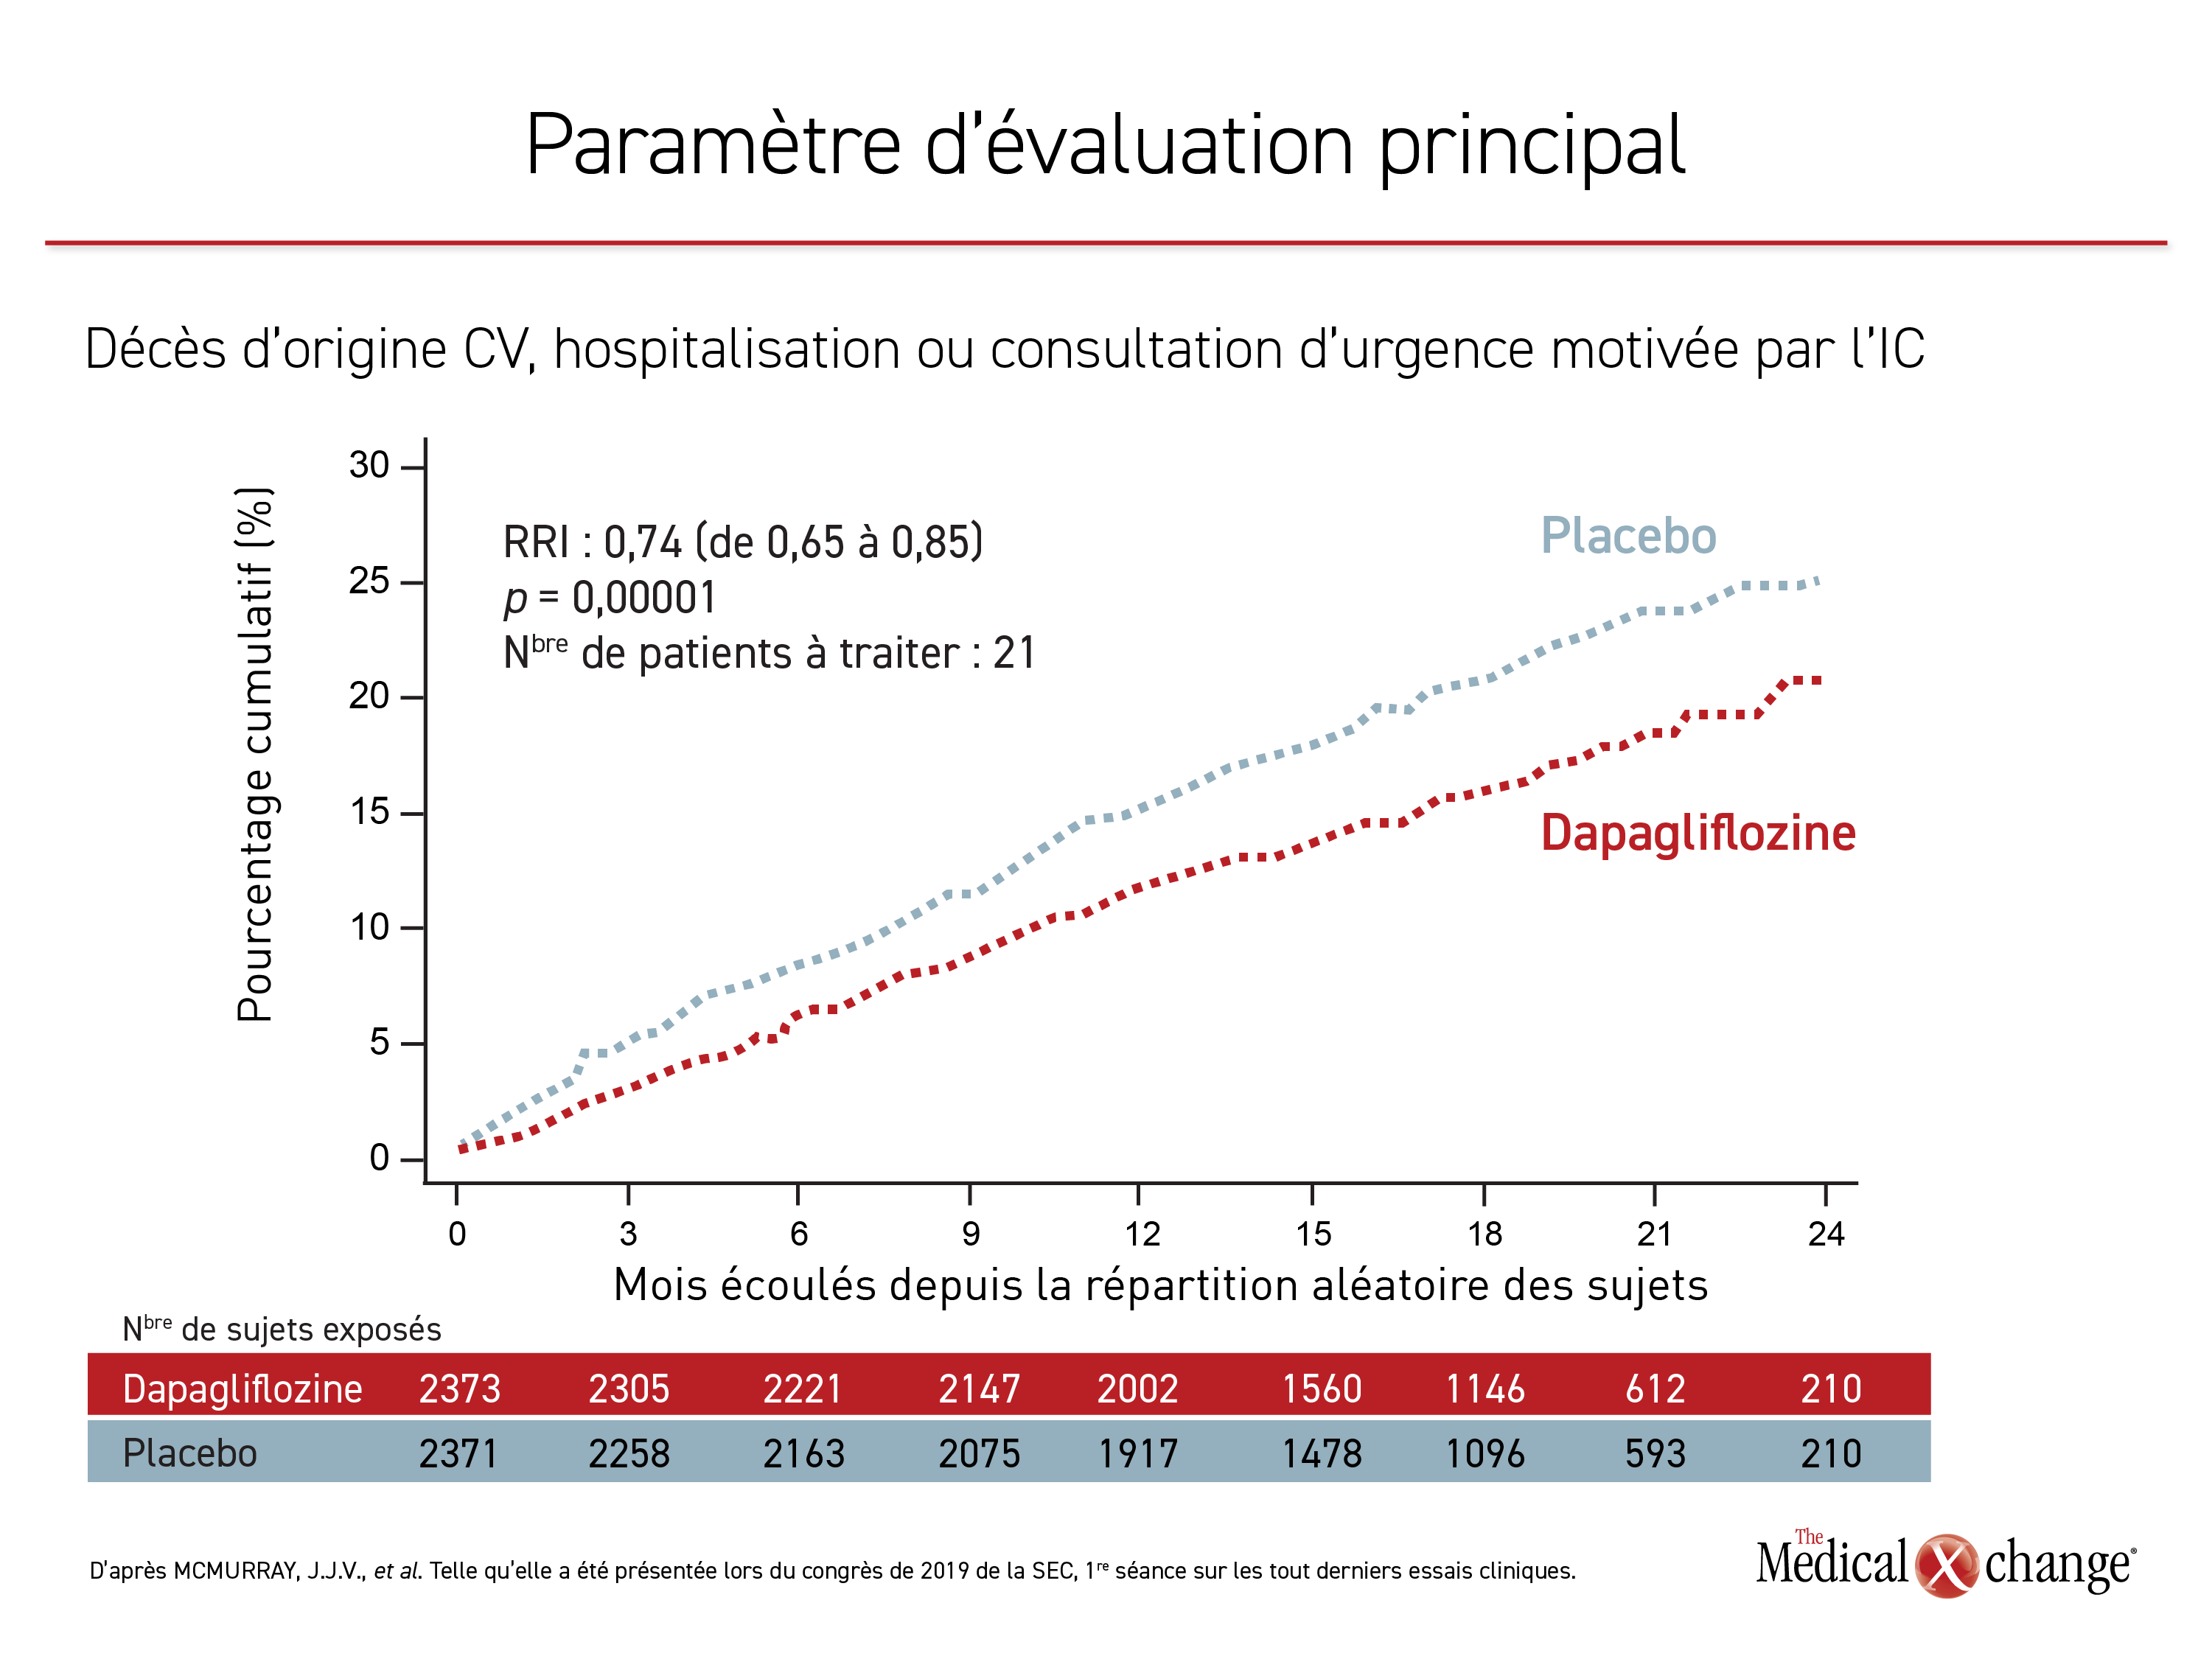 Paramètre d’évaluation principal
Décès d’origine CV, hospitalisation ou consultation d’urgence motivée par l’IC
Pourcentage cumulatif (%)
30
25
20
15
10
5
0
RRI : 0,74 (de 0,65 à 0,85)
p = 0,00001
Nbre de patients à traiter : 21
Placebo
Dapagliflozine
0 3 6 9 12 15 18 21 24
Mois écoulés depuis la répartition aléatoire des sujets
Nbre de sujets exposés
Dapagliflozine 2373 2305 2221 2147 2002 1560 1146 612 210
Placebo 2371 2258 2163 2075 1917 1478 1096 593 210
D’après MCMURRAY, J.J.V., et al. Telle qu’elle a été présentée lors du congrès de 2019 de la SEC, 1re séance sur les tout derniers essais cliniques.
The
Medical Xchange®